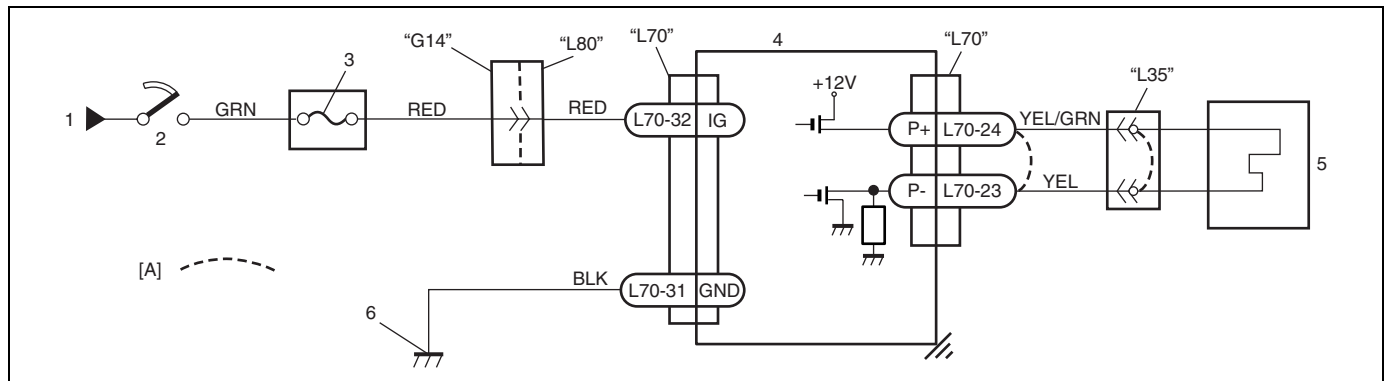 “G14” “L80” “L70” 4 “L70”
“L35”
3
+12V
1 GRN RED RED L70-32 IG P+ L70-24 YEL/GRN
2
5
P- L70-23 YEL
[A]
BLK L70-31 GND
6